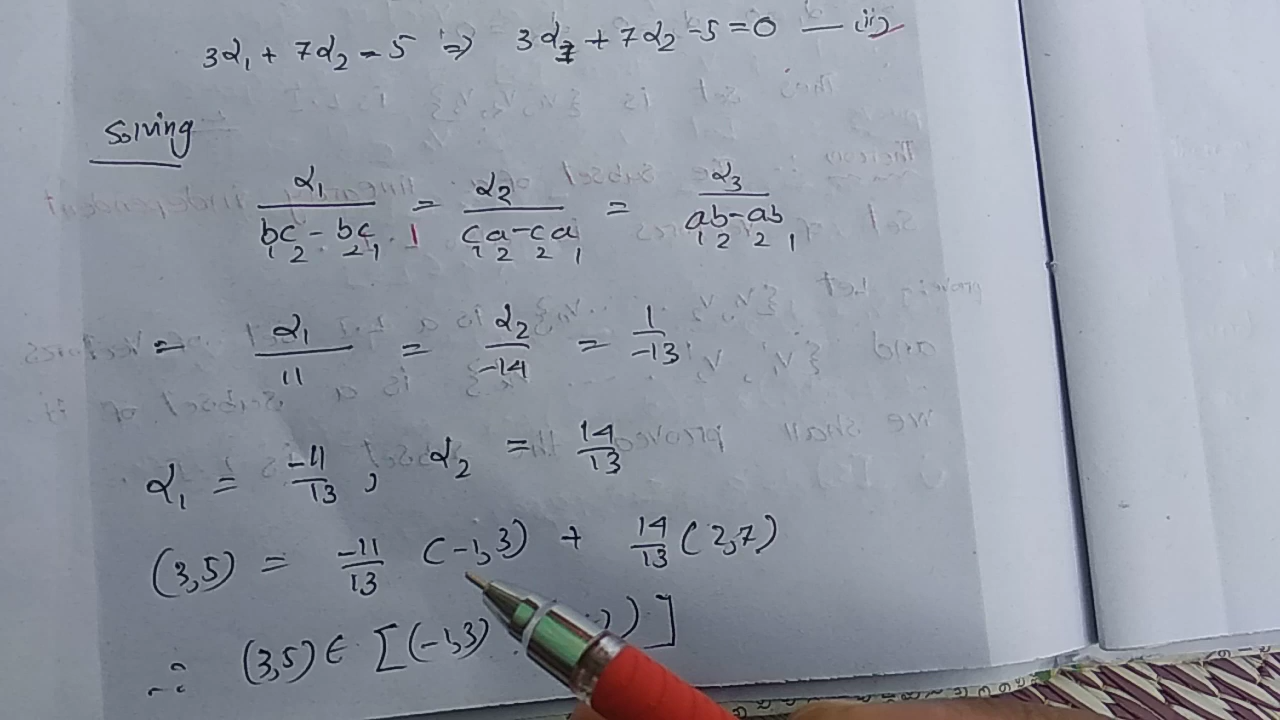 3α₁ + 7α₂ = 5 ⇒ 3α₁ + 7α₂ - 5 = 0 — (ii)
Solving
α₁/(b₁c₂ - b₂c₁) = α₂/(c₁a₂ - c₂a₁) = α₃/(a₁b₂ - a₂b₁)
= α₁/11 = α₂/-14 = 1/-13
α₁ = -11/13 , α₂ = 14/13
(3,5) = -11/13 (-1,3) + 14/13 (2,7)
∴ (3,5) ∈ [(-1,3) )]